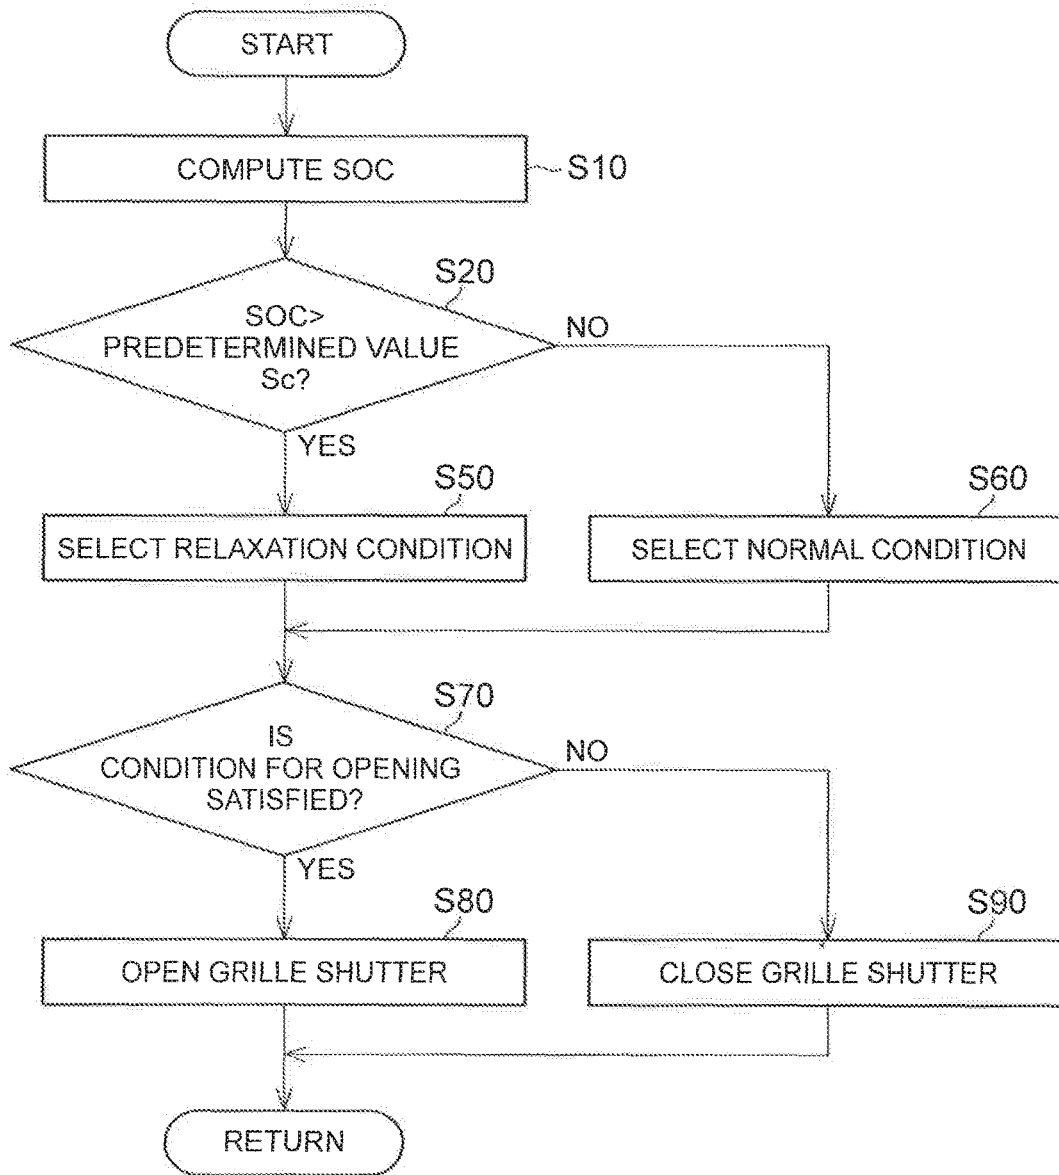 START
COMPUTE SOC
S10
S20
SOC>
PREDETERMINED VALUE
Sc?
NO
YES
S50
S60
SELECT RELAXATION CONDITION
SELECT NORMAL CONDITION
S70
IS
CONDITION FOR OPENING
SATISFIED?
NO
YES
S80
S90
OPEN GRILLE SHUTTER
CLOSE GRILLE SHUTTER
RETURN